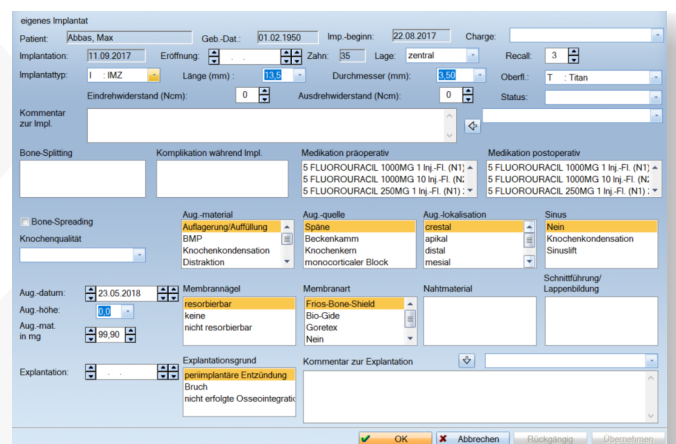 eigenes Implantat
Patient: Abbas, Max Geb.-Dat.: 01.02.1950 Imp.-beginn: 22.08.2017 Charge:
Implantation: 11.09.2017 Eröffnung: . . Zahn: 35 Lage: zentral Recall: 3
Implantattyp: I : IMZ Länge (mm) : 13,5 Durchmesser (mm): 3,50 Oberfl.: T : Titan
Eindrehwiderstand (Ncm): 0 Ausdrehwiderstand (Ncm): 0 Status:
Kommentar
zur Impl.
Bone-Splitting Komplikation während Impl. Medikation präoperativ Medikation postoperativ
5 FLUOROURACIL 1000MG 1 Inj.-Fl. (N1) 5 FLUOROURACIL 1000MG 1 Inj.-Fl. (N1)
5 FLUOROURACIL 1000MG 10 Inj.-Fl. (N2 5 FLUOROURACIL 1000MG 10 Inj.-Fl. (N2
5 FLUOROURACIL 250MG 1 Inj.-Fl. (N1) 5 FLUOROURACIL 250MG 1 Inj.-Fl. (N1)
Bone-Spreading Aug.-material Aug.-quelle Aug.-lokalisation Sinus
Auflagerung/Auffüllung Späne crestal Nein
Knochenqualität BMP Beckenkamm apikal Knochenkondensation
Knochenkondensation Knochenkern distal Sinuslift
Distraktion monocorticaler Block mesial
Aug.-datum: 23.05.2018 Membrannägel Membranart Nahtmaterial Schnittführung/
Lappenbildung
Aug.-höhe: 0,0 resorbierbar Frios-Bone-Shield
keine Bio-Gide
Aug.-mat.
in mg 99,90 nicht resorbierbar Goretex
Nein
Explantation: . . Explantationsgrund Kommentar zur Explantation
periimplantäre Entzündung
Bruch
nicht erfolgte Osseointegratio
OK Abbrechen Rückgängig Übernehmen